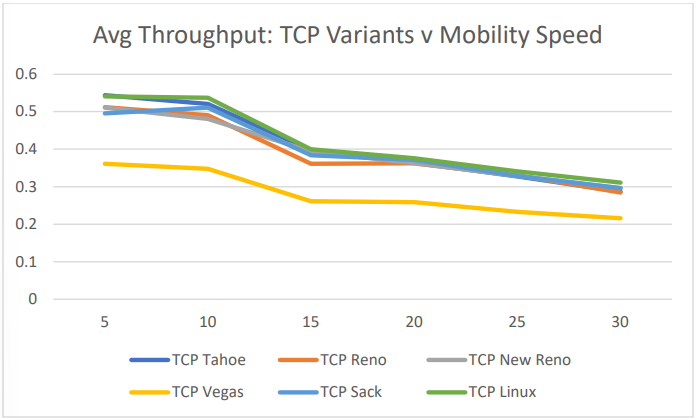 Avg Throughput: TCP Variants v Mobility Speed
0.6
0.5
0.4
0.3
0.2
0.1
0
5 10 15 20 25 30
TCP Tahoe TCP Reno TCP New Reno
TCP Vegas TCP Sack TCP Linux